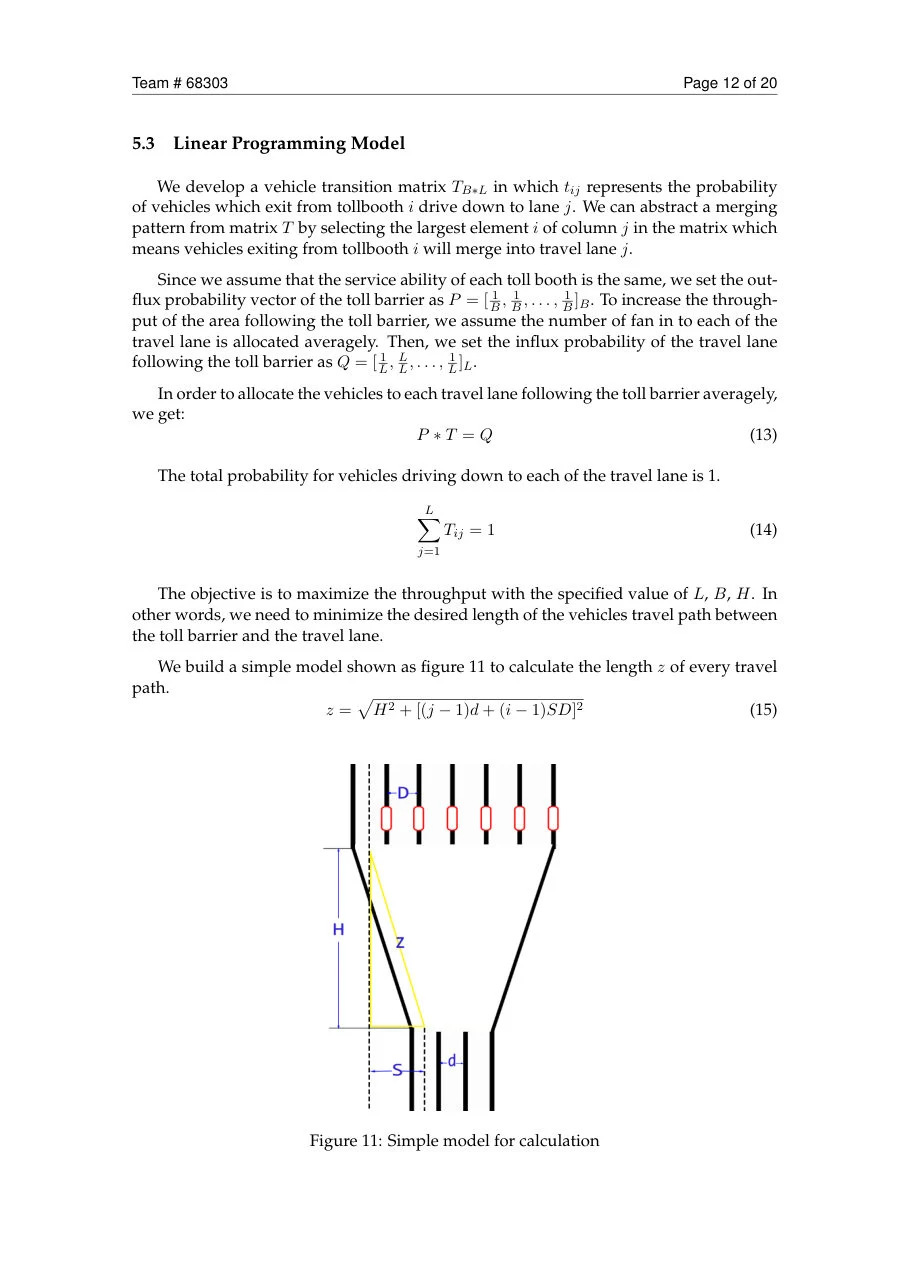 Team # 68303 Page 12 of 20
5.3 Linear Programming Model
We develop a vehicle transition matrix T_{B*L} in which t_{ij} represents the probability
of vehicles which exit from tollbooth i drive down to lane j. We can abstract a merging
pattern from matrix T by selecting the largest element i of column j in the matrix which
means vehicles exiting from tollbooth i will merge into travel lane j.
Since we assume that the service ability of each toll booth is the same, we set the out-
flux probability vector of the toll barrier as P = [1/B, 1/B, . . . , 1/B]_B. To increase the through-
put of the area following the toll barrier, we assume the number of fan in to each of the
travel lane is allocated averagely. Then, we set the influx probability of the travel lane
following the toll barrier as Q = [1/L, L/L, . . . , 1/L]_L.
In order to allocate the vehicles to each travel lane following the toll barrier averagely,
we get:
P * T = Q (13)
The total probability for vehicles driving down to each of the travel lane is 1.
∑_{j=1}^{L} T_{ij} = 1 (14)
The objective is to maximize the throughput with the specified value of L, B, H. In
other words, we need to minimize the desired length of the vehicles travel path between
the toll barrier and the travel lane.
We build a simple model shown as figure 11 to calculate the length z of every travel
path.
z = √(H² + [(j − 1)d + (i − 1)SD]²) (15)
D
H
z
S
d
Figure 11: Simple model for calculation